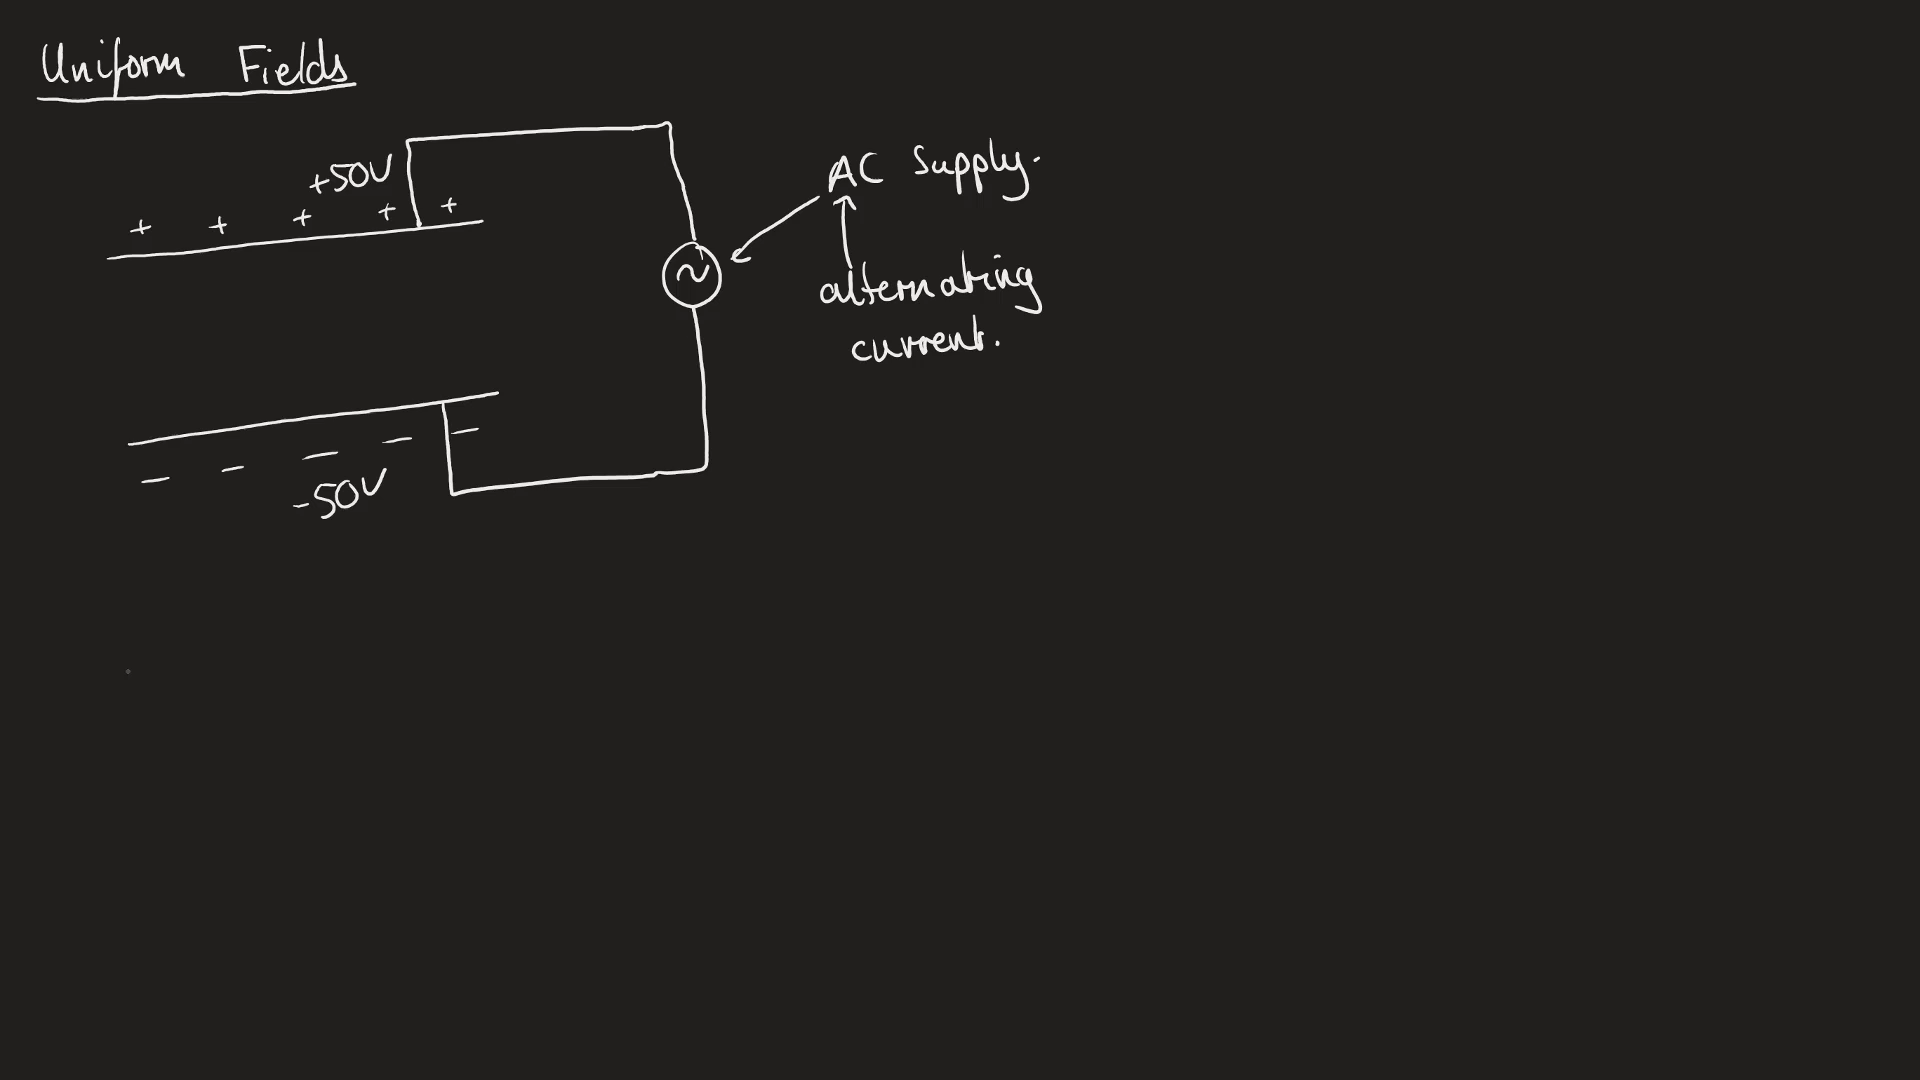 Uniform Fields
+50V
+ + + + +
~
AC Supply.
alternating
current.
- - - - -
-50V